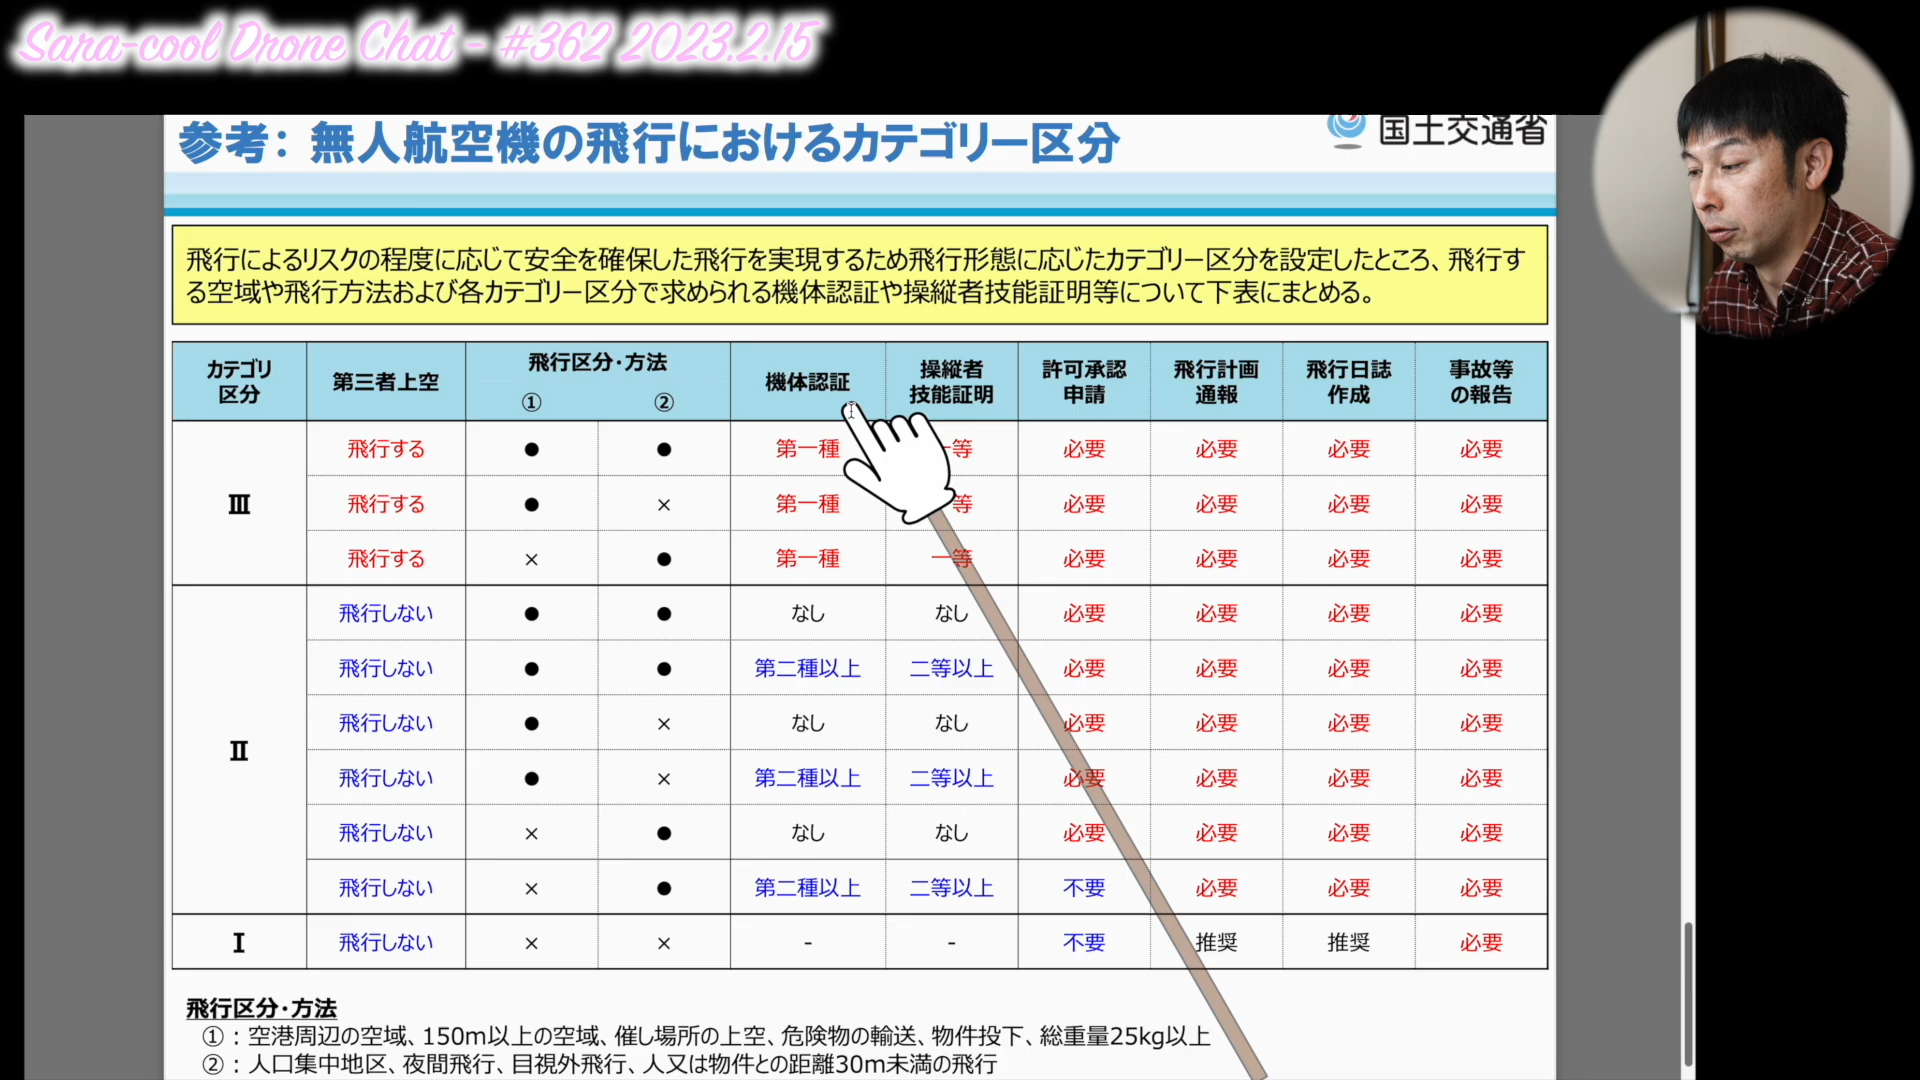 Sara-cool Drone Chat - #362 2023.2.15
参考：無人航空機の飛行におけるカテゴリー区分
国土交通省
飛行によるリスクの程度に応じて安全を確保した飛行を実現するため飛行形態に応じたカテゴリー区分を設定したところ、飛行す
る空域や飛行方法および各カテゴリー区分で求められる機体認証や操縦者技能証明等について下表にまとめる。
カテゴリ区分 第三者上空 飛行区分・方法 ① ② 機体認証 操縦者技能証明 許可承認申請 飛行計画通報 飛行日誌作成 事故等の報告
飛行する ● ● 第一種 等 必要 必要 必要 必要
Ⅲ 飛行する ● × 第一種 等 必要 必要 必要 必要
飛行する × ● 第一種 一等 必要 必要 必要 必要
飛行しない ● ● なし なし 必要 必要 必要 必要
飛行しない ● ● 第二種以上 二等以上 必要 必要 必要 必要
飛行しない ● × なし なし 必要 必要 必要 必要
Ⅱ 飛行しない ● × 第二種以上 二等以上 必要 必要 必要 必要
飛行しない × ● なし なし 必要 必要 必要 必要
飛行しない × ● 第二種以上 二等以上 不要 必要 必要 必要
Ⅰ 飛行しない × × - - 不要 推奨 推奨 必要
飛行区分・方法
①：空港周辺の空域、150m以上の空域、催し場所の上空、危険物の輸送、物件投下、総重量25kg以上
②：人口集中地区、夜間飛行、目視外飛行、人又は物件との距離30m未満の飛行